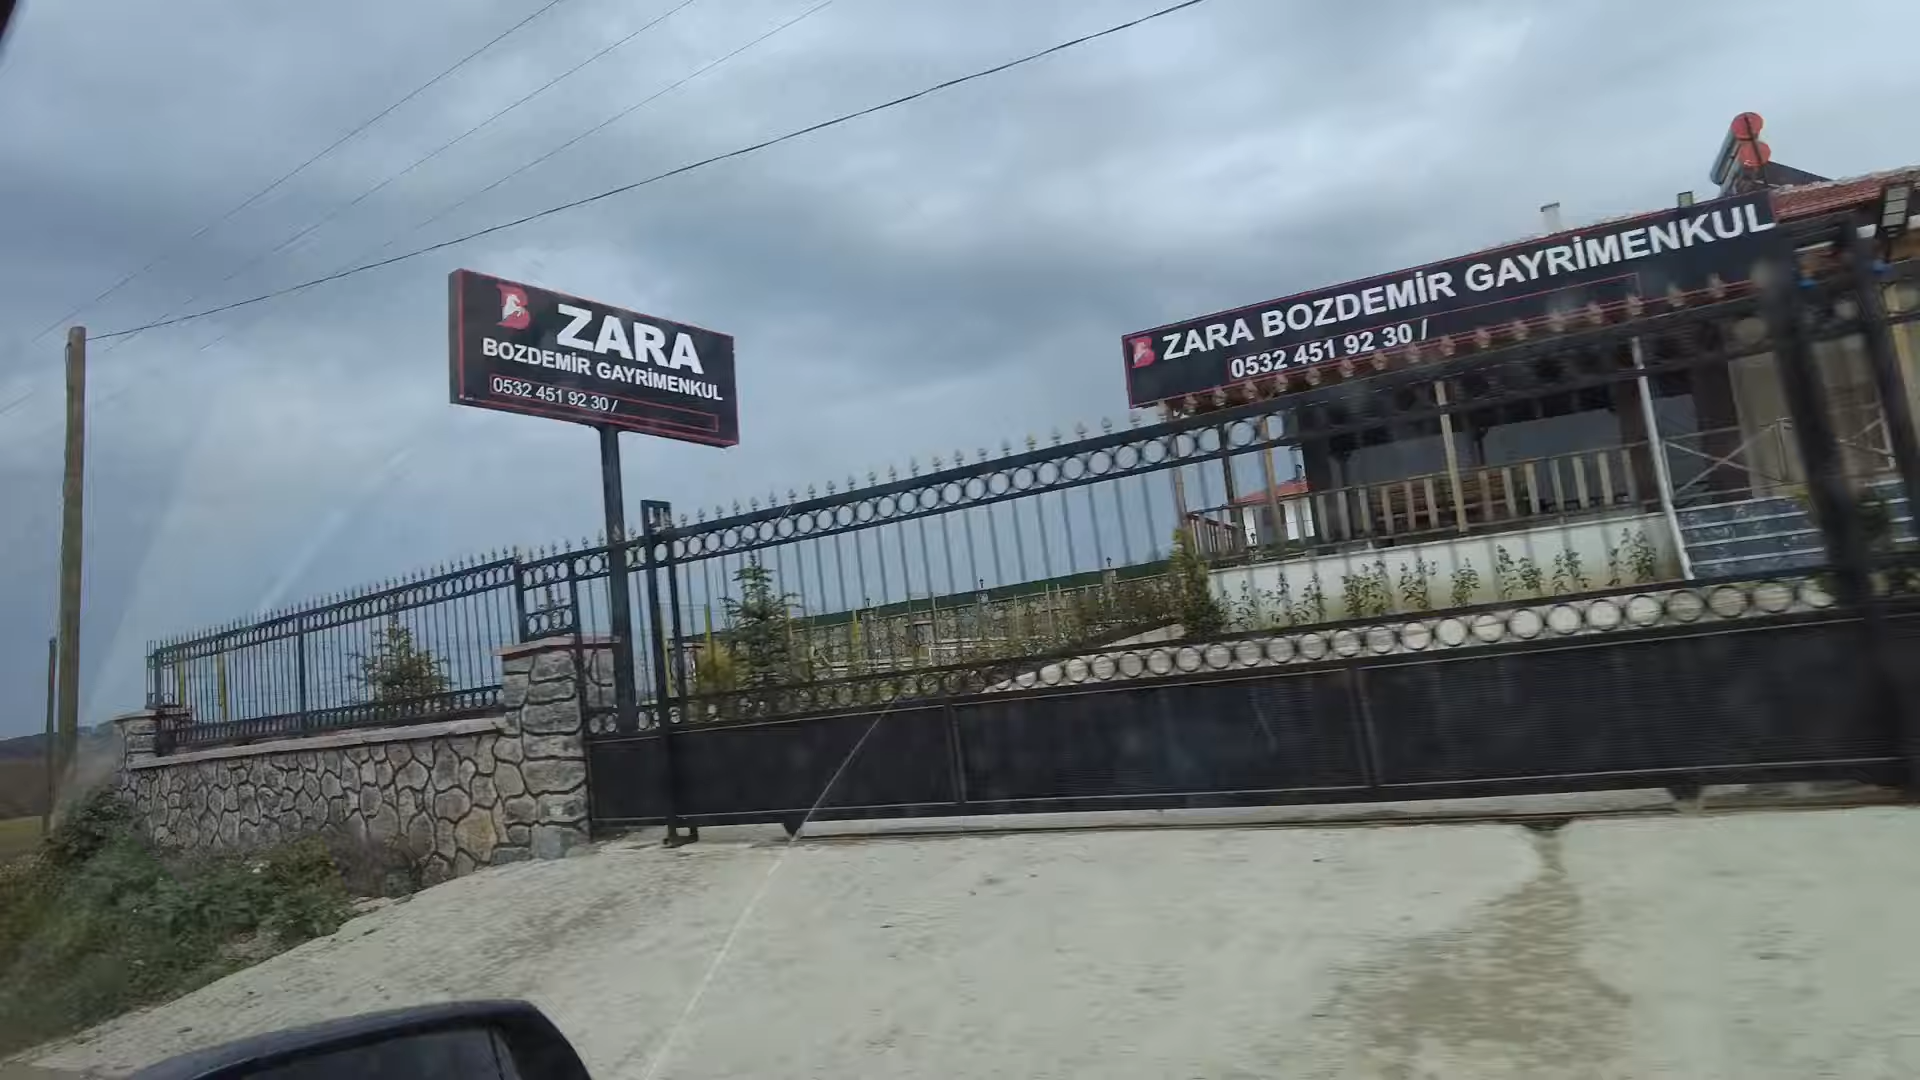 B ZARA
BOZDEMİR GAYRİMENKUL
0532 451 92 30 /
B ZARA BOZDEMİR GAYRİMENKUL
0532 451 92 30 /